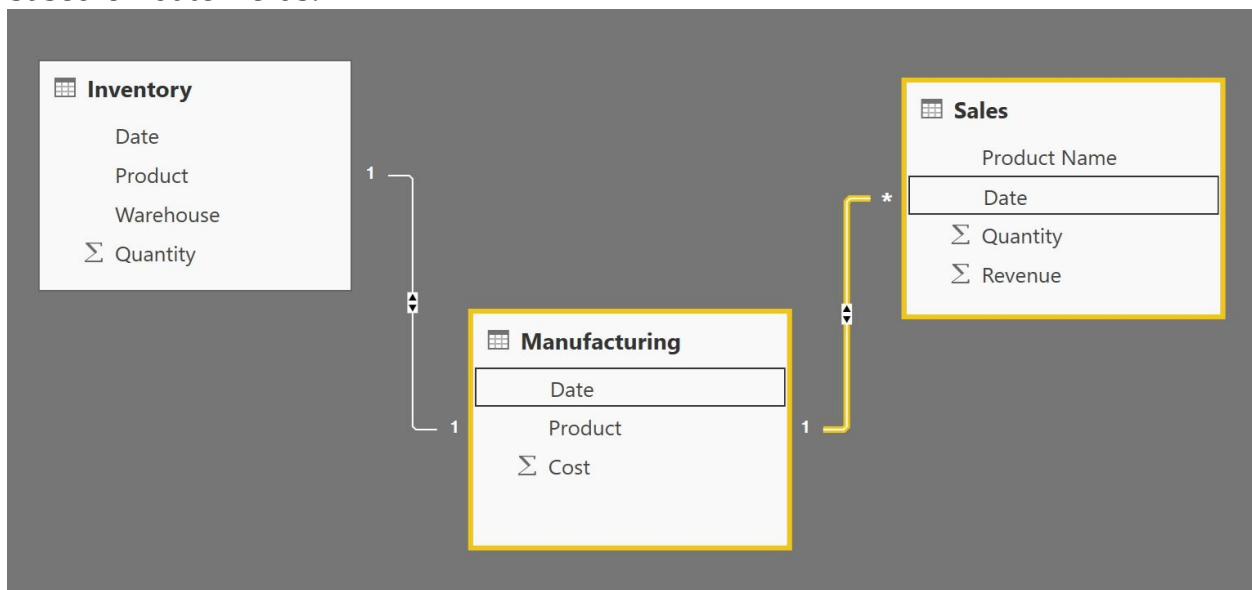 Inventory
Date
Product
Warehouse
Σ Quantity
1
1
Manufacturing
Date
Product
Σ Cost
1
*
Sales
Product Name
Date
Σ Quantity
Σ Revenue